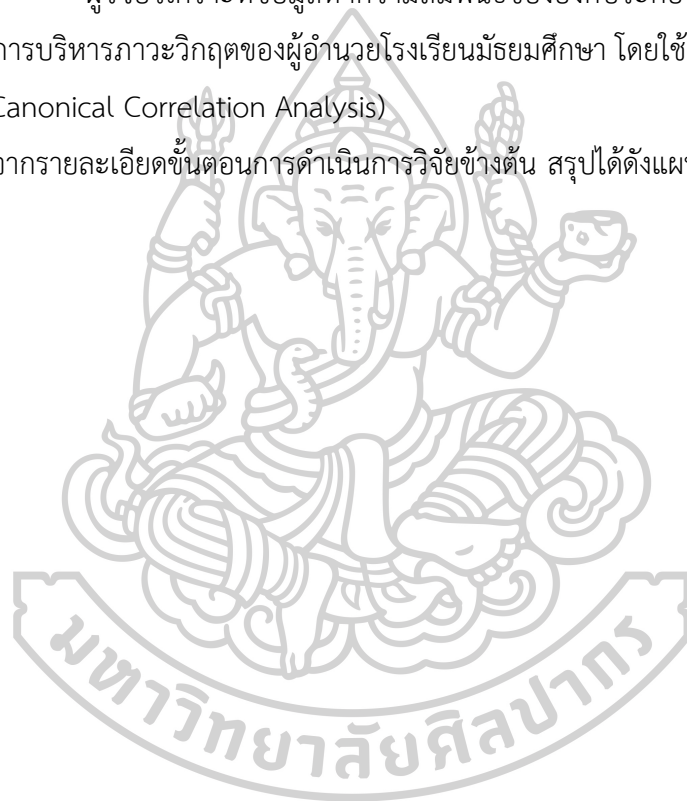 การบริหารภาวะวิกฤตของผู้อำนวยโรงเรียนมัธยมศึกษา โดยใช้
Canonical Correlation Analysis)
จากรายละเอียดขั้นตอนการดำเนินการวิจัยข้างต้น สรุปได้ดังแผน
มหาวิทยาลัยศิลปากร